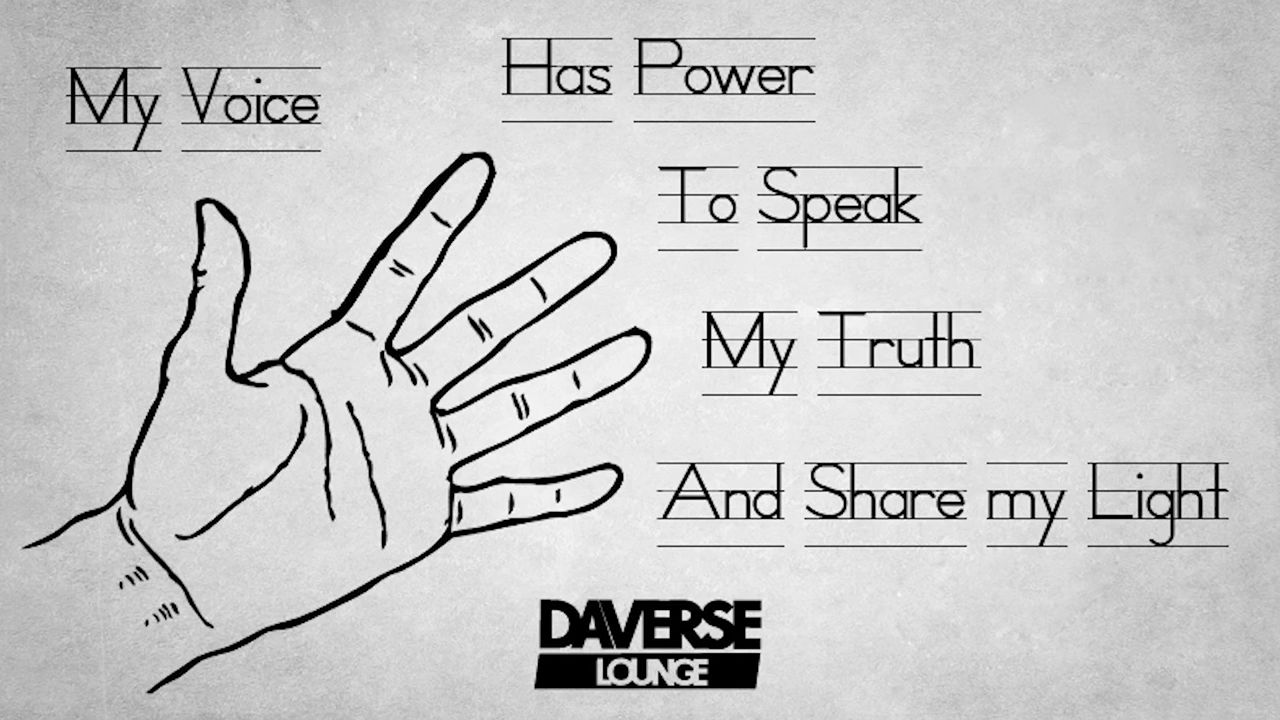 My Voice
Has Power
To Speak
My Truth
And Share my Light
DAVERSE
LOUNGE